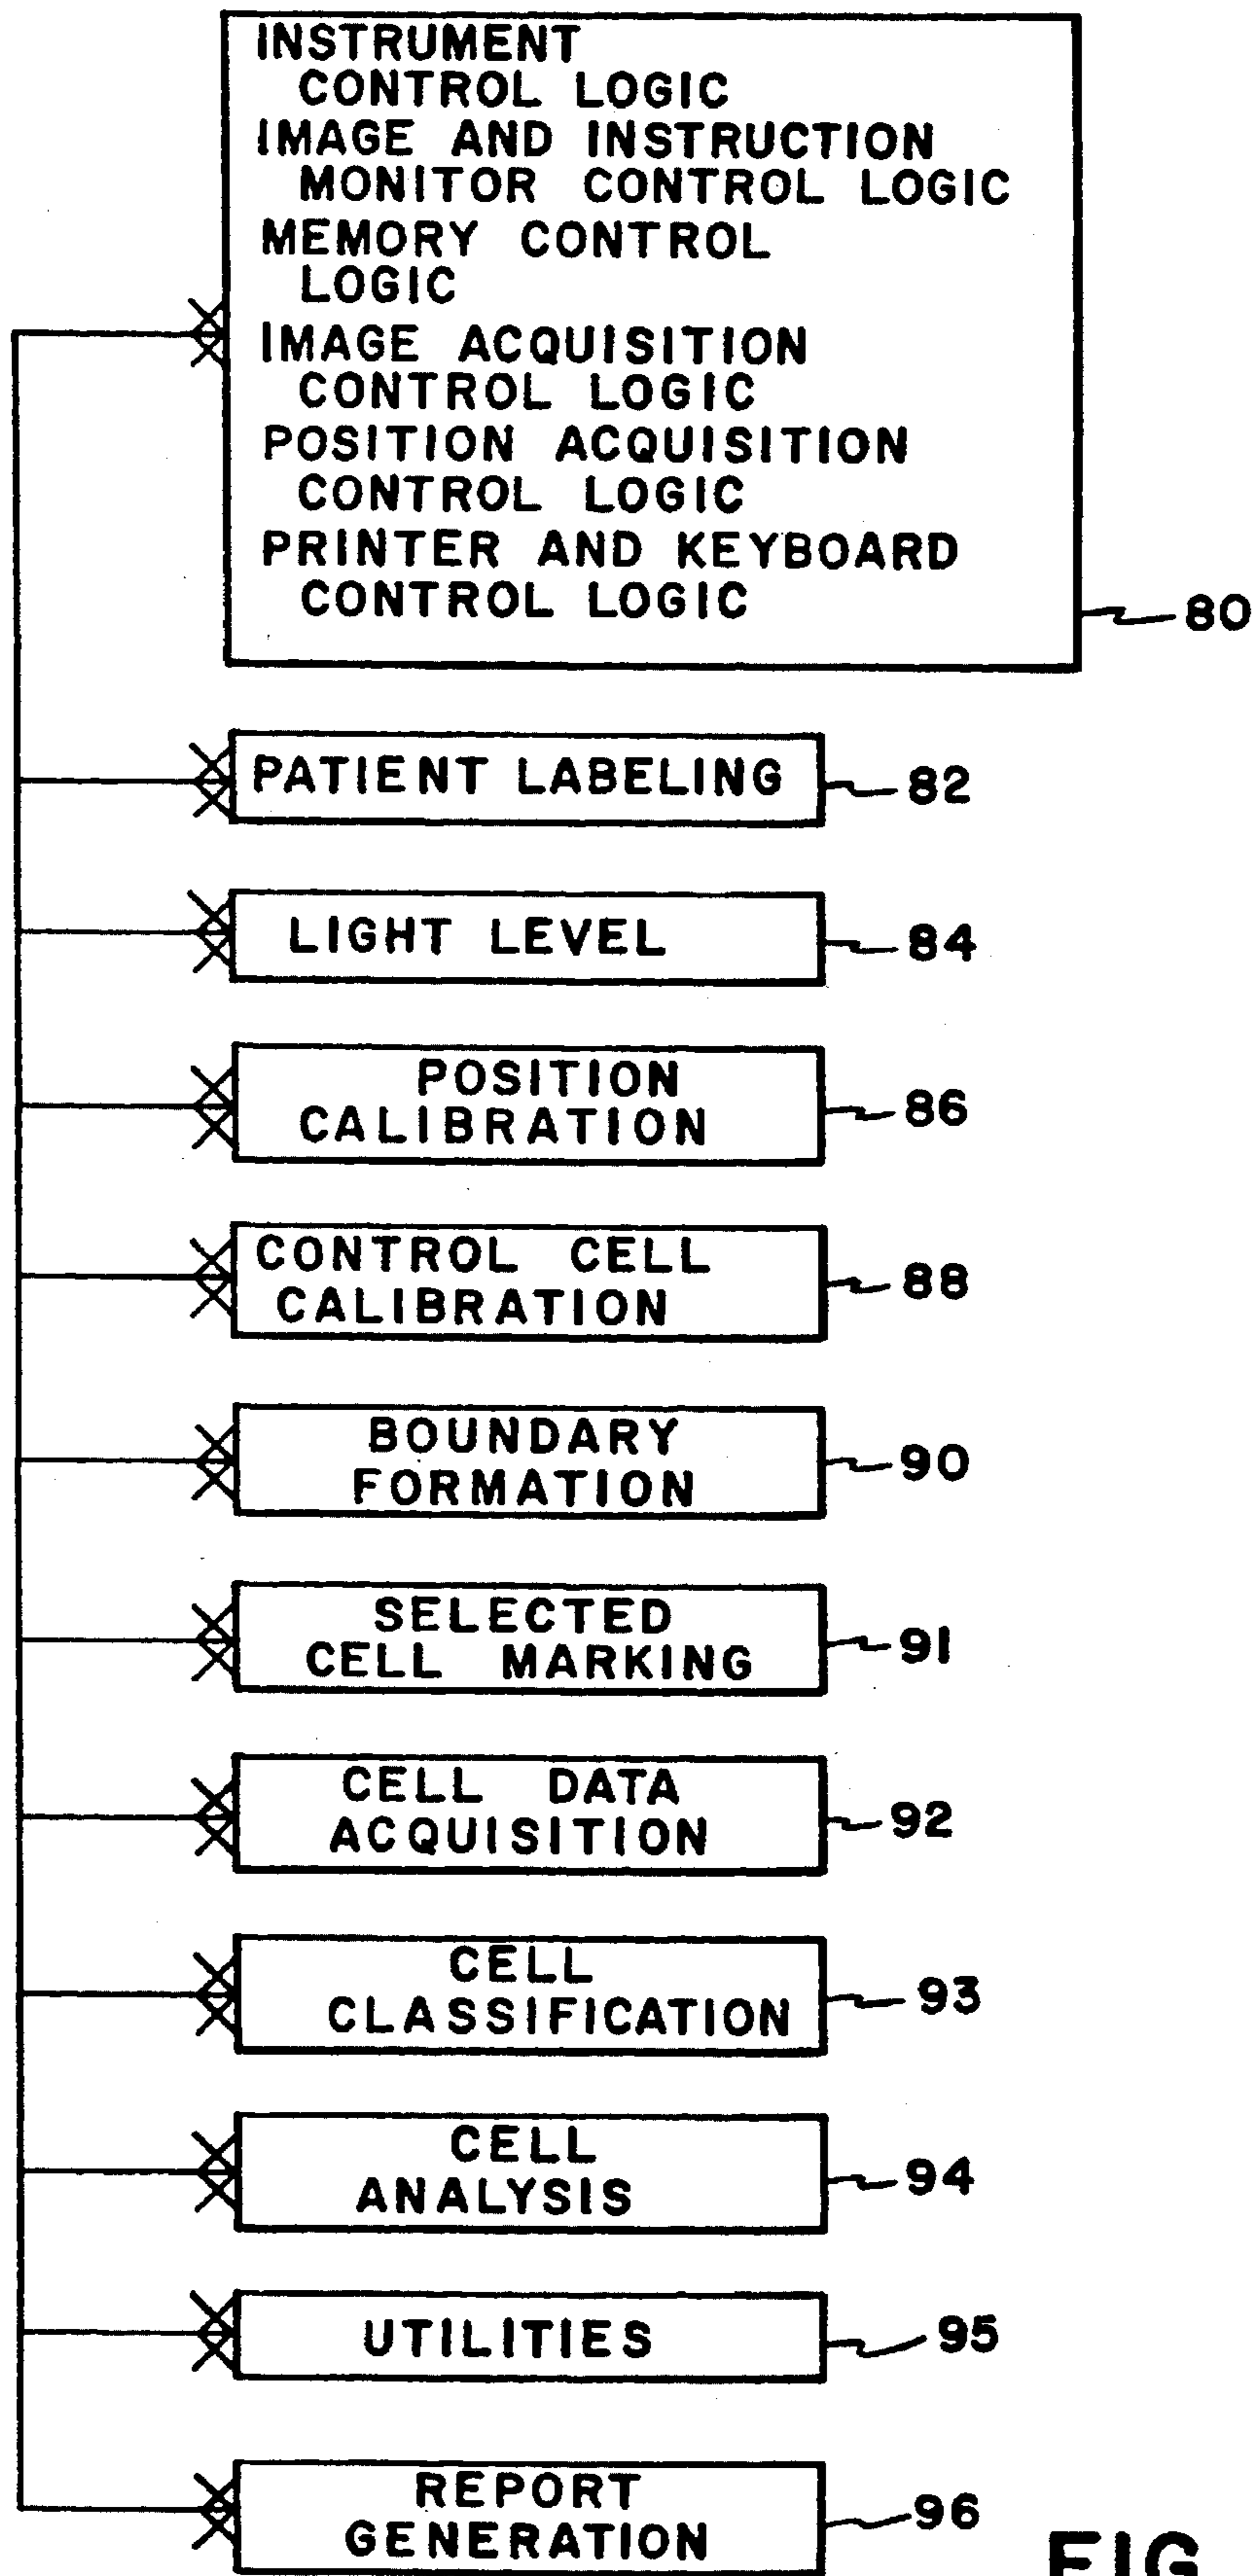 INSTRUMENT
CONTROL LOGIC
IMAGE AND INSTRUCTION
MONITOR CONTROL LOGIC
MEMORY CONTROL
LOGIC
IMAGE ACQUISITION
CONTROL LOGIC
POSITION ACQUISITION
CONTROL LOGIC
PRINTER AND KEYBOARD
CONTROL LOGIC
80
PATIENT LABELING
82
LIGHT LEVEL
84
POSITION
CALIBRATION
86
CONTROL CELL
CALIBRATION
88
BOUNDARY
FORMATION
90
SELECTED
CELL MARKING
91
CELL DATA
ACQUISITION
92
CELL
CLASSIFICATION
93
CELL
ANALYSIS
94
UTILITIES
95
REPORT
GENERATION
96
FIG